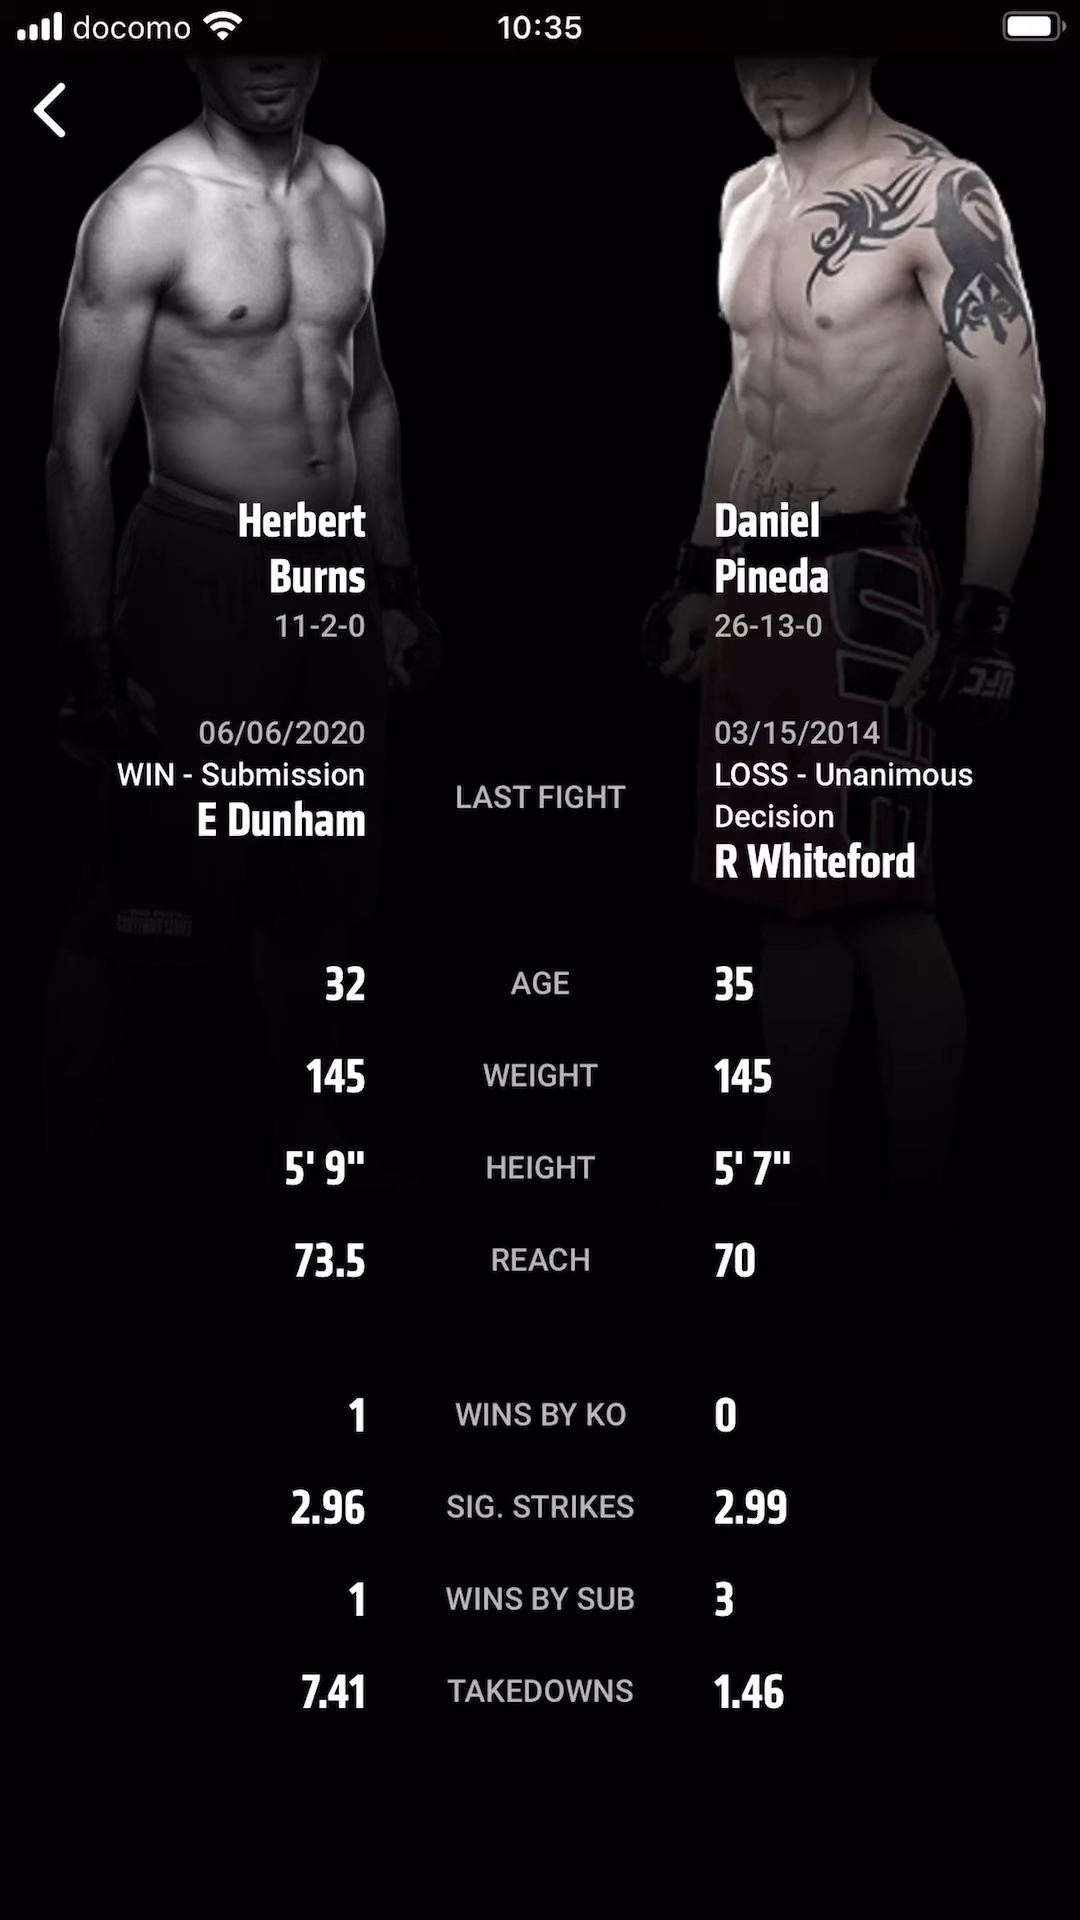 docomo
10:35
Herbert
Burns
11-2-0
Daniel
Pineda
26-13-0
06/06/2020
WIN - Submission
E Dunham
LAST FIGHT
03/15/2014
LOSS - Unanimous
Decision
R Whiteford
32 AGE 35
145 WEIGHT 145
5' 9" HEIGHT 5' 7"
73.5 REACH 70
1 WINS BY KO 0
2.96 SIG. STRIKES 2.99
1 WINS BY SUB 3
7.41 TAKEDOWNS 1.46
UFC